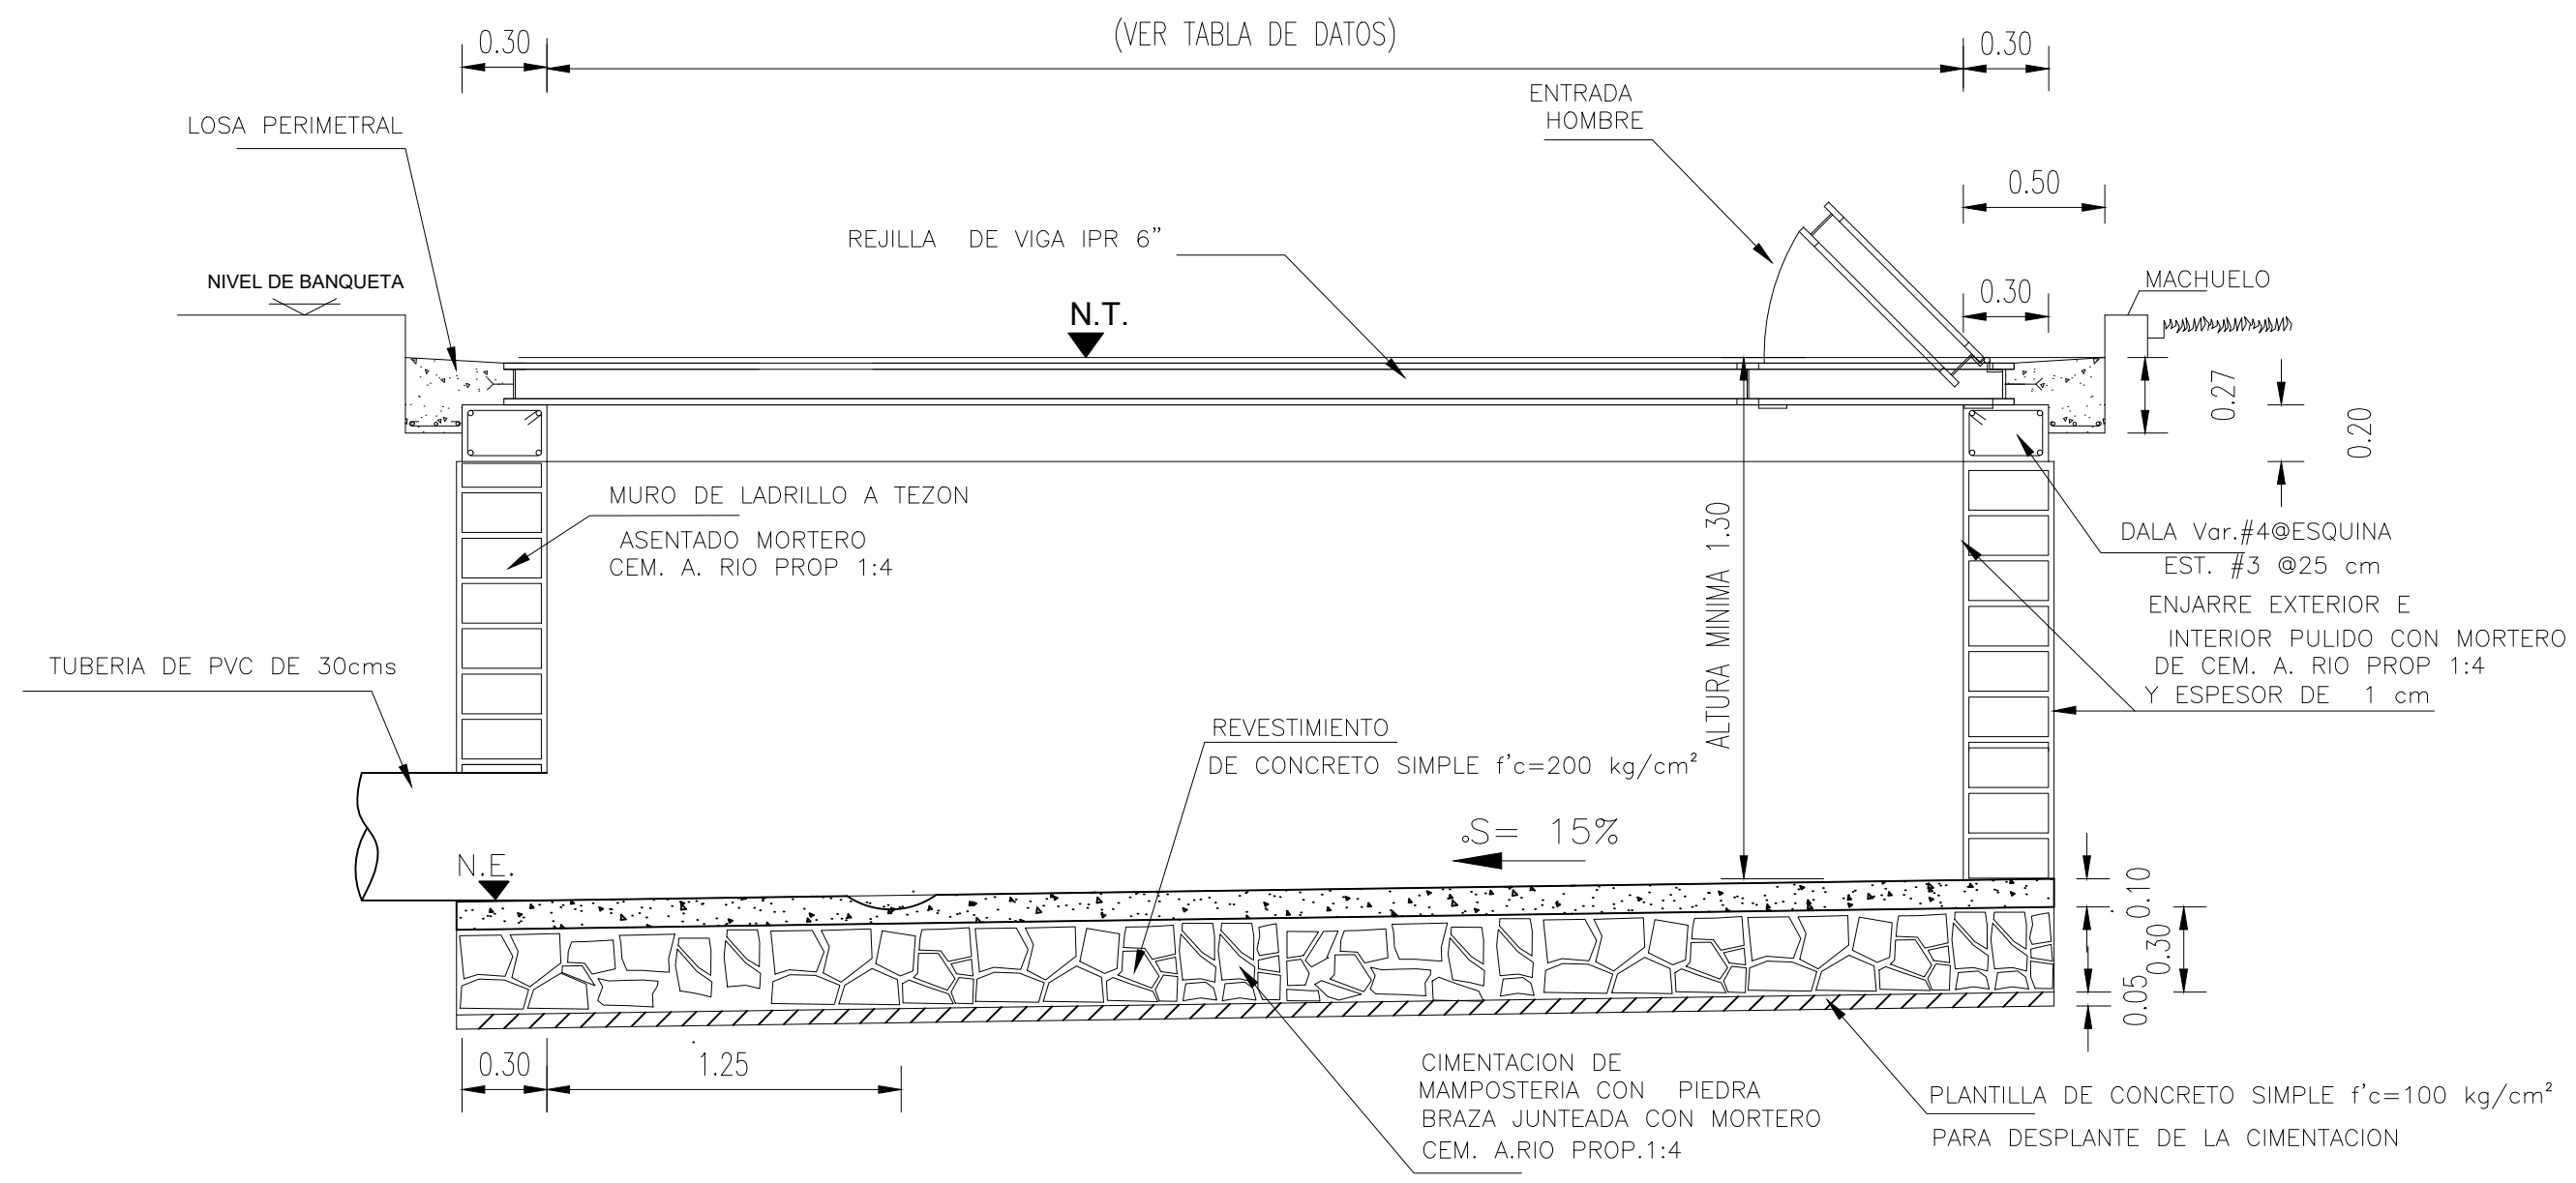 (VER TABLA DE DATOS)
0.30
0.30
ENTRADA
HOMBRE
LOSA PERIMETRAL
0.50
REJILLA DE VIGA IPR 6”
NIVEL DE BANQUETA
MACHUELO
0.30
N.T.
0.27
0.20
MURO DE LADRILLO A TEZON
ASENTADO MORTERO
CEM. A. RIO PROP 1:4
ALTURA MINIMA 1.30
DALA Var.#4@ESQUINA
EST. #3 @25 cm
ENJARRE EXTERIOR E
INTERIOR PULIDO CON MORTERO
DE CEM. A. RIO PROP 1:4
Y ESPESOR DE 1 cm
TUBERIA DE PVC DE 30cms
REVESTIMIENTO
DE CONCRETO SIMPLE f'c=200 kg/cm²
S= 15%
N.E.
0.10
0.30
0.05
0.30
1.25
CIMENTACION DE
MAMPOSTERIA CON PIEDRA
BRAZA JUNTEADA CON MORTERO
CEM. A.RIO PROP.1:4
PLANTILLA DE CONCRETO SIMPLE f'c=100 kg/cm²
PARA DESPLANTE DE LA CIMENTACION